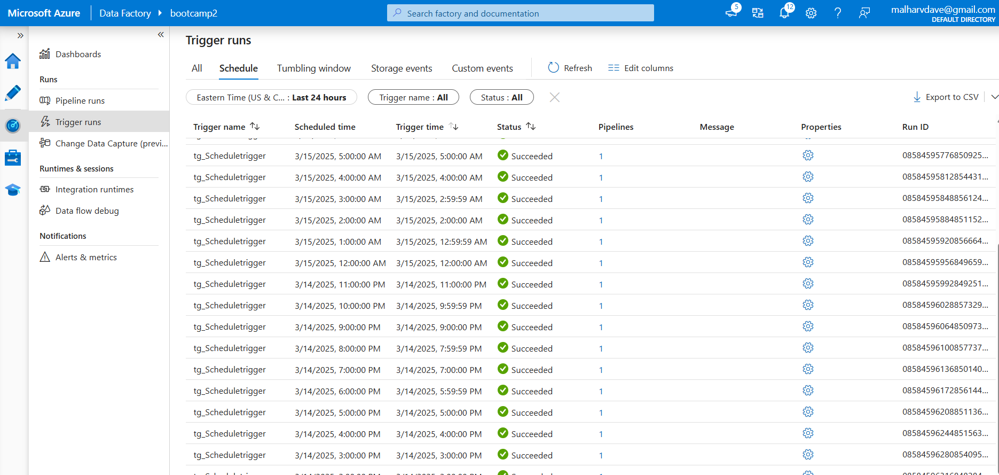 Microsoft Azure Data Factory bootcamp2 Search factory and documentation 5 12 malharvdave@gmail.com
DEFAULT DIRECTORY
Dashboards
Runs
Pipeline runs
Trigger runs
Change Data Capture (previ...
Runtimes & sessions
Integration runtimes
Data flow debug
Notifications
Alerts & metrics
Trigger runs
All Schedule Tumbling window Storage events Custom events Refresh Edit columns
Eastern Time (US & C... : Last 24 hours Trigger name : All Status : All Export to CSV
Trigger name Scheduled time Trigger time Status Pipelines Message Properties Run ID
tg_Scheduletrigger 3/15/2025, 5:00:00 AM 3/15/2025, 5:00:00 AM Succeeded 1 08584595776850925...
tg_Scheduletrigger 3/15/2025, 4:00:00 AM 3/15/2025, 4:00:00 AM Succeeded 1 08584595812854431...
tg_Scheduletrigger 3/15/2025, 3:00:00 AM 3/15/2025, 2:59:59 AM Succeeded 1 08584595848856124...
tg_Scheduletrigger 3/15/2025, 2:00:00 AM 3/15/2025, 2:00:00 AM Succeeded 1 08584595884851152...
tg_Scheduletrigger 3/15/2025, 1:00:00 AM 3/15/2025, 12:59:59 AM Succeeded 1 08584595920856664...
tg_Scheduletrigger 3/15/2025, 12:00:00 AM 3/15/2025, 12:00:00 AM Succeeded 1 08584595956849659...
tg_Scheduletrigger 3/14/2025, 11:00:00 PM 3/14/2025, 11:00:00 PM Succeeded 1 08584595992849251...
tg_Scheduletrigger 3/14/2025, 10:00:00 PM 3/14/2025, 9:59:59 PM Succeeded 1 08584596028857329...
tg_Scheduletrigger 3/14/2025, 9:00:00 PM 3/14/2025, 9:00:00 PM Succeeded 1 08584596064850973...
tg_Scheduletrigger 3/14/2025, 8:00:00 PM 3/14/2025, 7:59:59 PM Succeeded 1 08584596100857737...
tg_Scheduletrigger 3/14/2025, 7:00:00 PM 3/14/2025, 7:00:00 PM Succeeded 1 08584596136850140...
tg_Scheduletrigger 3/14/2025, 6:00:00 PM 3/14/2025, 5:59:59 PM Succeeded 1 08584596172856144...
tg_Scheduletrigger 3/14/2025, 5:00:00 PM 3/14/2025, 5:00:00 PM Succeeded 1 08584596208851136...
tg_Scheduletrigger 3/14/2025, 4:00:00 PM 3/14/2025, 4:00:00 PM Succeeded 1 08584596244851563...
tg_Scheduletrigger 3/14/2025, 3:00:00 PM 3/14/2025, 3:00:00 PM Succeeded 1 08584596280854095...